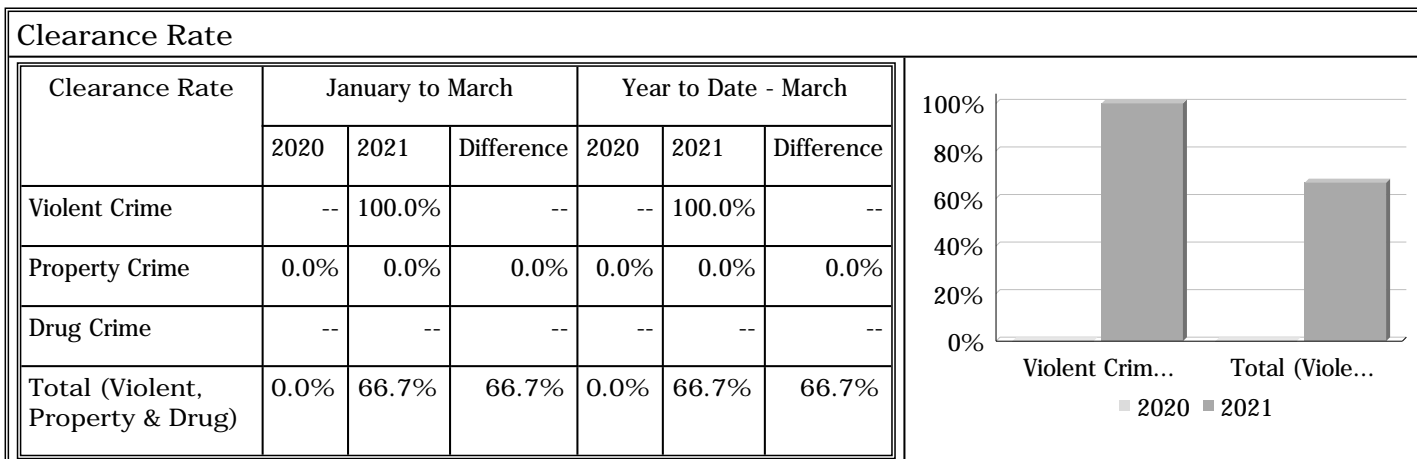 Clearance Rate
Clearance Rate January to March Year to Date - March
2020 2021 Difference 2020 2021 Difference
Violent Crime -- 100.0% -- -- 100.0% --
Property Crime 0.0% 0.0% 0.0% 0.0% 0.0% 0.0%
Drug Crime -- -- -- -- -- --
Total (Violent, 0.0% 66.7% 66.7% 0.0% 66.7% 66.7%
Property & Drug)
100%
80%
60%
40%
20%
0%
Violent Crim... Total (Viole...
2020 2021